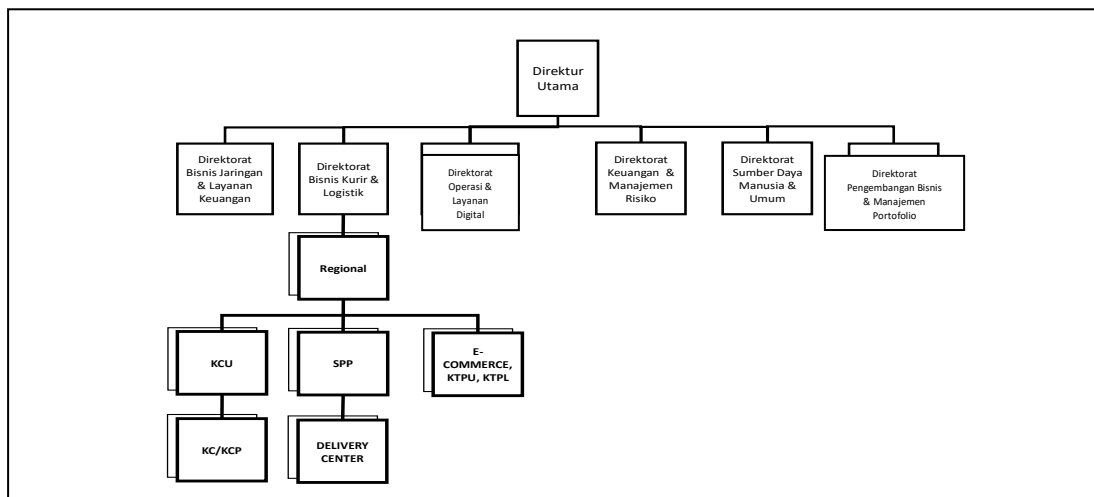 Direktur
Utama
Direktorat
Bisnis Jaringan
& Layanan
Keuangan
Direktorat
Bisnis Kurir &
Logistik
Direktorat
Operasi &
Layanan
Digital
Direktorat
Keuangan &
Manajemen
Risiko
Direktorat
Sumber Daya
Manusia &
Umum
Direktorat
Pengembangan Bisnis
& Manajemen
Portofolio
Regional
KCU
SPP
E-
COMMERCE,
KTPU, KTPL
KC/KCP
DELIVERY
CENTER